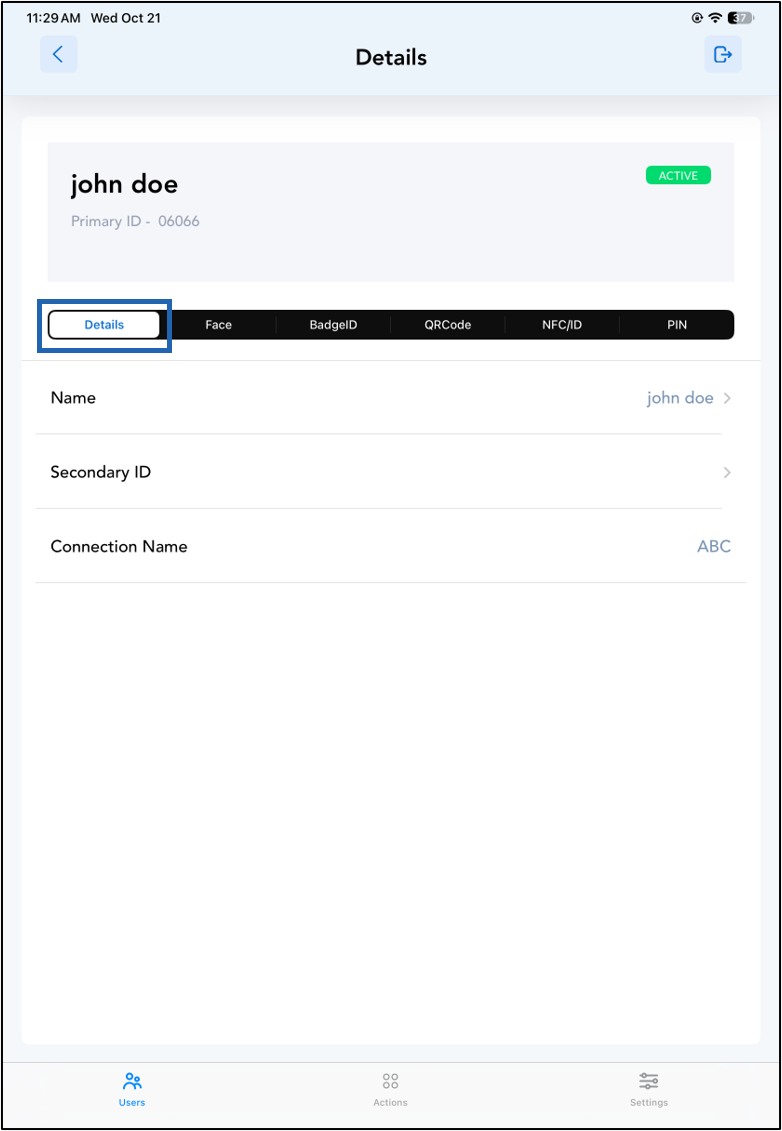 11:29 AM Wed Oct 21
37
Details
john doe
ACTIVE
Primary ID - 06066
Details Face BadgeID QRCode NFC/ID PIN
Name john doe
Secondary ID
Connection Name ABC
Users Actions Settings